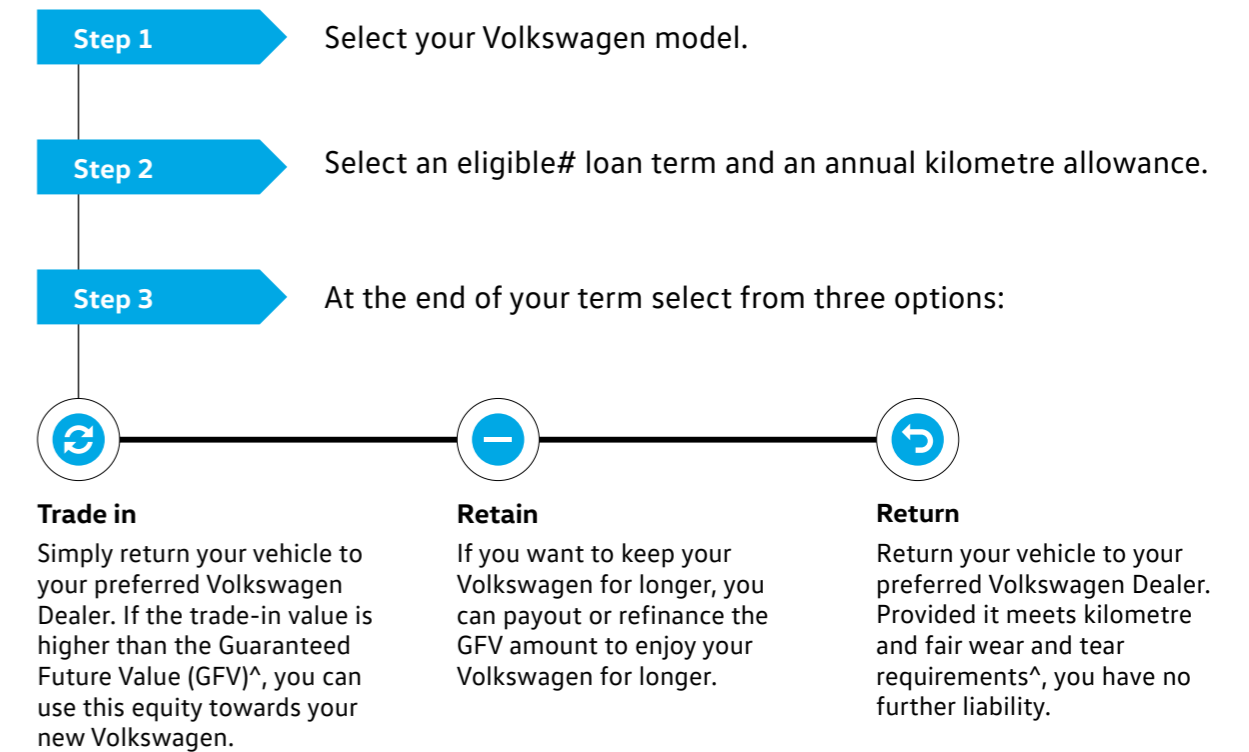 Step 1
Select your Volkswagen model.
Step 2
Select an eligible# loan term and an annual kilometre allowance.
Step 3
At the end of your term select from three options:
Trade in
Simply return your vehicle to
your preferred Volkswagen
Dealer. If the trade-in value is
higher than the Guaranteed
Future Value (GFV)^, you can
use this equity towards your
new Volkswagen.
Retain
If you want to keep your
Volkswagen for longer, you
can payout or refinance the
GFV amount to enjoy your
Volkswagen for longer.
Return
Return your vehicle to your
preferred Volkswagen Dealer.
Provided it meets kilometre
and fair wear and tear
requirements^, you have no
further liability.